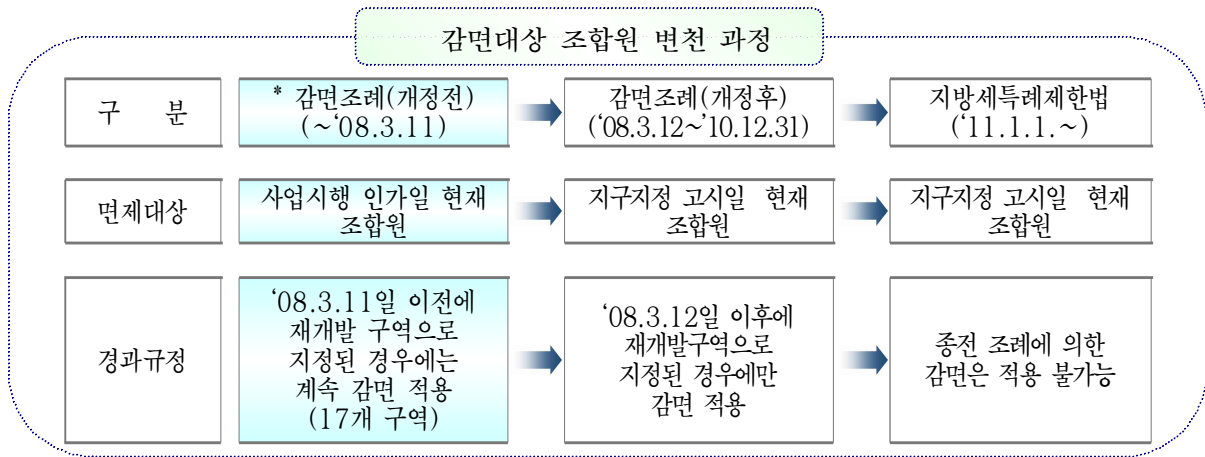 감면대상 조합원 변천 과정
구 분
* 감면조례(개정전)
(~'08.3.11)
감면조례(개정후)
('08.3.12~'10.12.31)
지방세특례제한법
('11.1.1.~)
면제대상
사업시행 인가일 현재
조합원
지구지정 고시일 현재
조합원
지구지정 고시일 현재
조합원
경과규정
'08.3.11일 이전에
재개발 구역으로
지정된 경우에는
계속 감면 적용
(17개 구역)
'08.3.12일 이후에
재개발구역으로
지정된 경우에만
감면 적용
종전 조례에 의한
감면은 적용 불가능